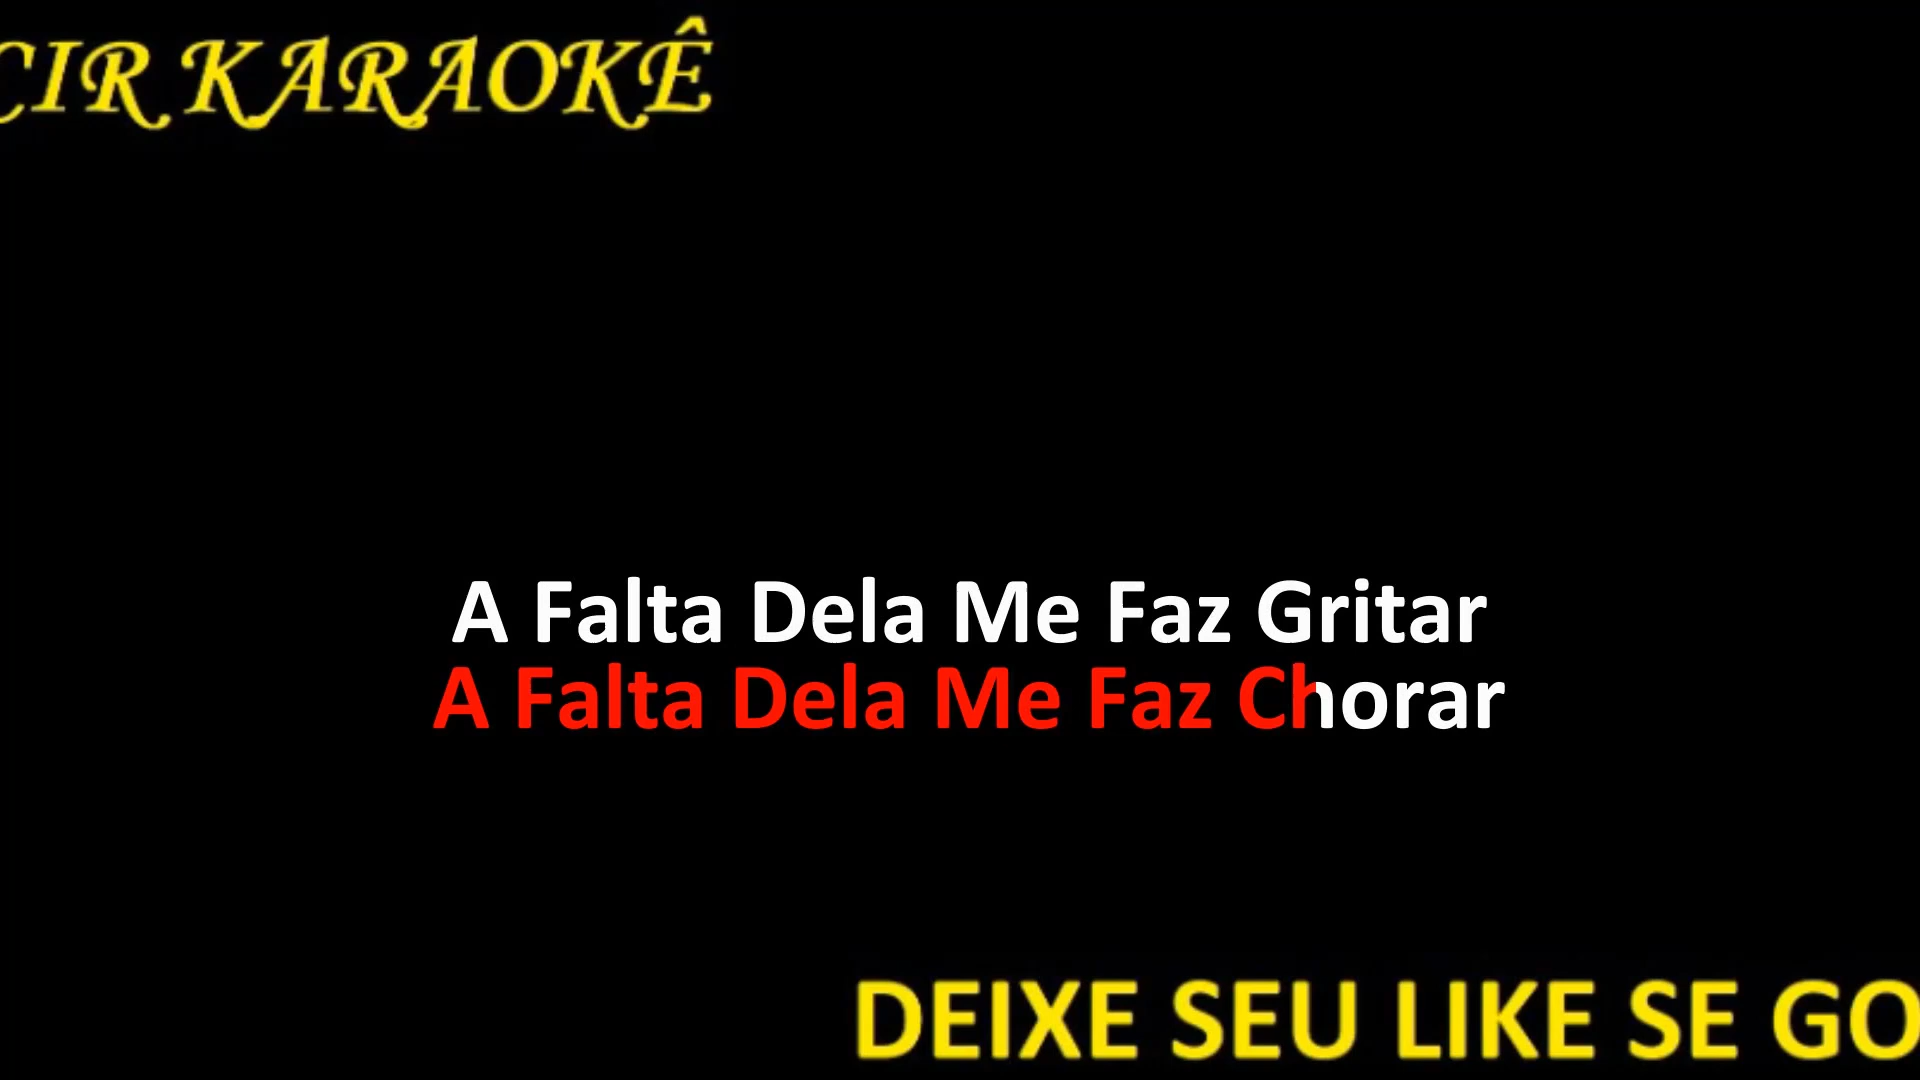 CIR KARAOKÊ
A Falta Dela Me Faz Gritar
A Falta Dela Me Faz Chorar
DEIXE SEU LIKE SE GO